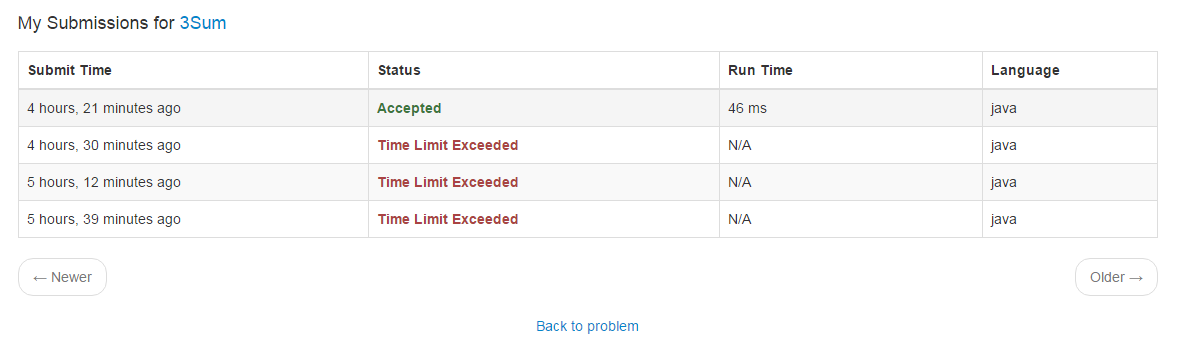 My Submissions for 3Sum
Submit Time Status Run Time Language
4 hours, 21 minutes ago Accepted 46 ms java
4 hours, 30 minutes ago Time Limit Exceeded N/A java
5 hours, 12 minutes ago Time Limit Exceeded N/A java
5 hours, 39 minutes ago Time Limit Exceeded N/A java
← Newer Older →
Back to problem